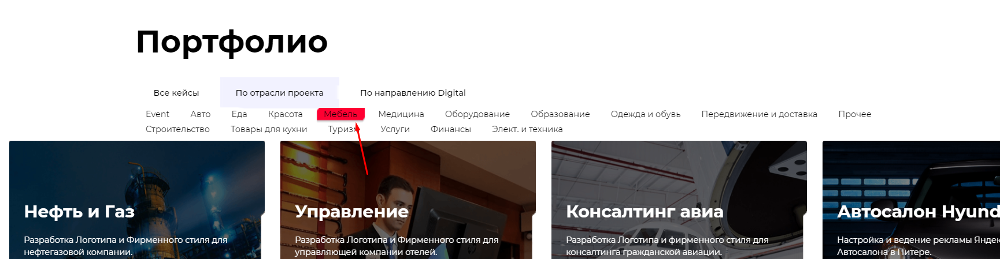 Портфолио
Все кейсы По отрасли проекта По направлению Digital
Event Авто Еда Красота Мебель Медицина Оборудование Образование Одежда и обувь Передвижение и доставка Прочее
Строительство Товары для кухни Туризм Услуги Финансы Элект. и техника
Нефть и Газ Управление Консалтинг авиа Автосалон Hyund
Разработка Логотипа и Фирменного стиля для Разработка Логотипа и Фирменного стиля для Разработка Логотипа и фирменного стиля для Настройка и ведение рекламы Яндек
нефтегазовой компании. управляющей компании отелей. консалтинга гражданской авиации. Автосалона в Питере.